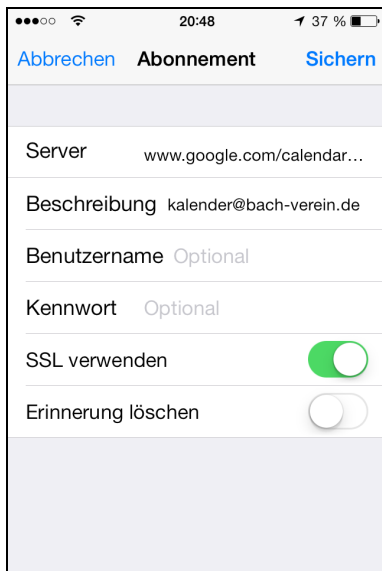 20:48 37 %
Abbrechen Abonnement Sichern
Server www.google.com/calendar…
Beschreibung kalender@bach-verein.de
Benutzername Optional
Kennwort Optional
SSL verwenden
Erinnerung löschen